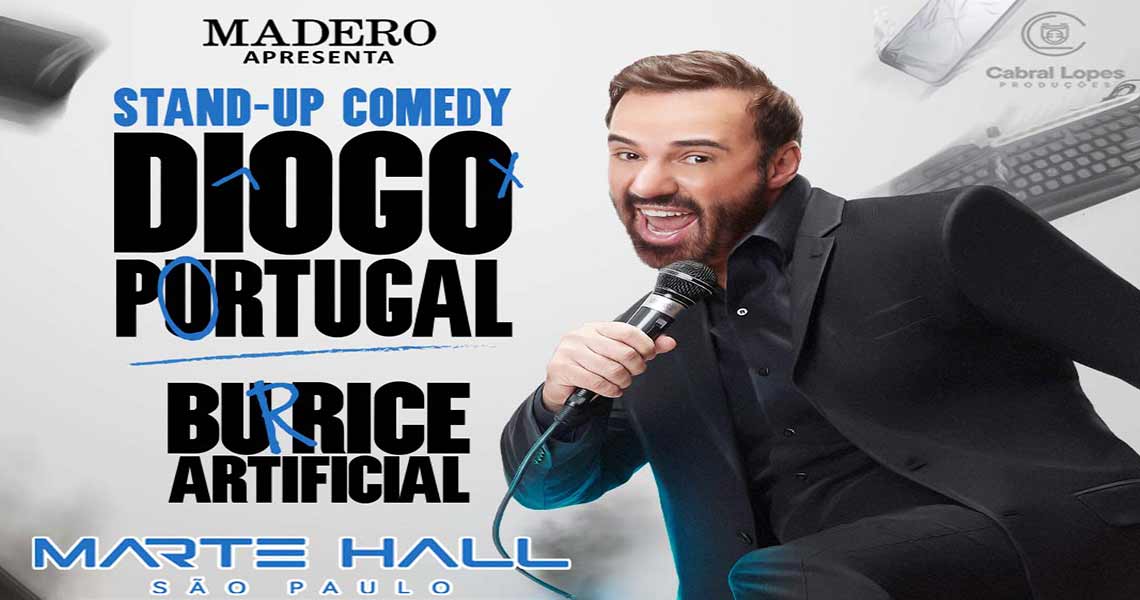 MADERO
APRESENTA
STAND-UP COMEDY
DIOGO
PORTUGAL
BURRICE
ARTIFICIAL
MARTE HALL
SÃO PAULO
Cabral Lopes
PRODUÇÕES